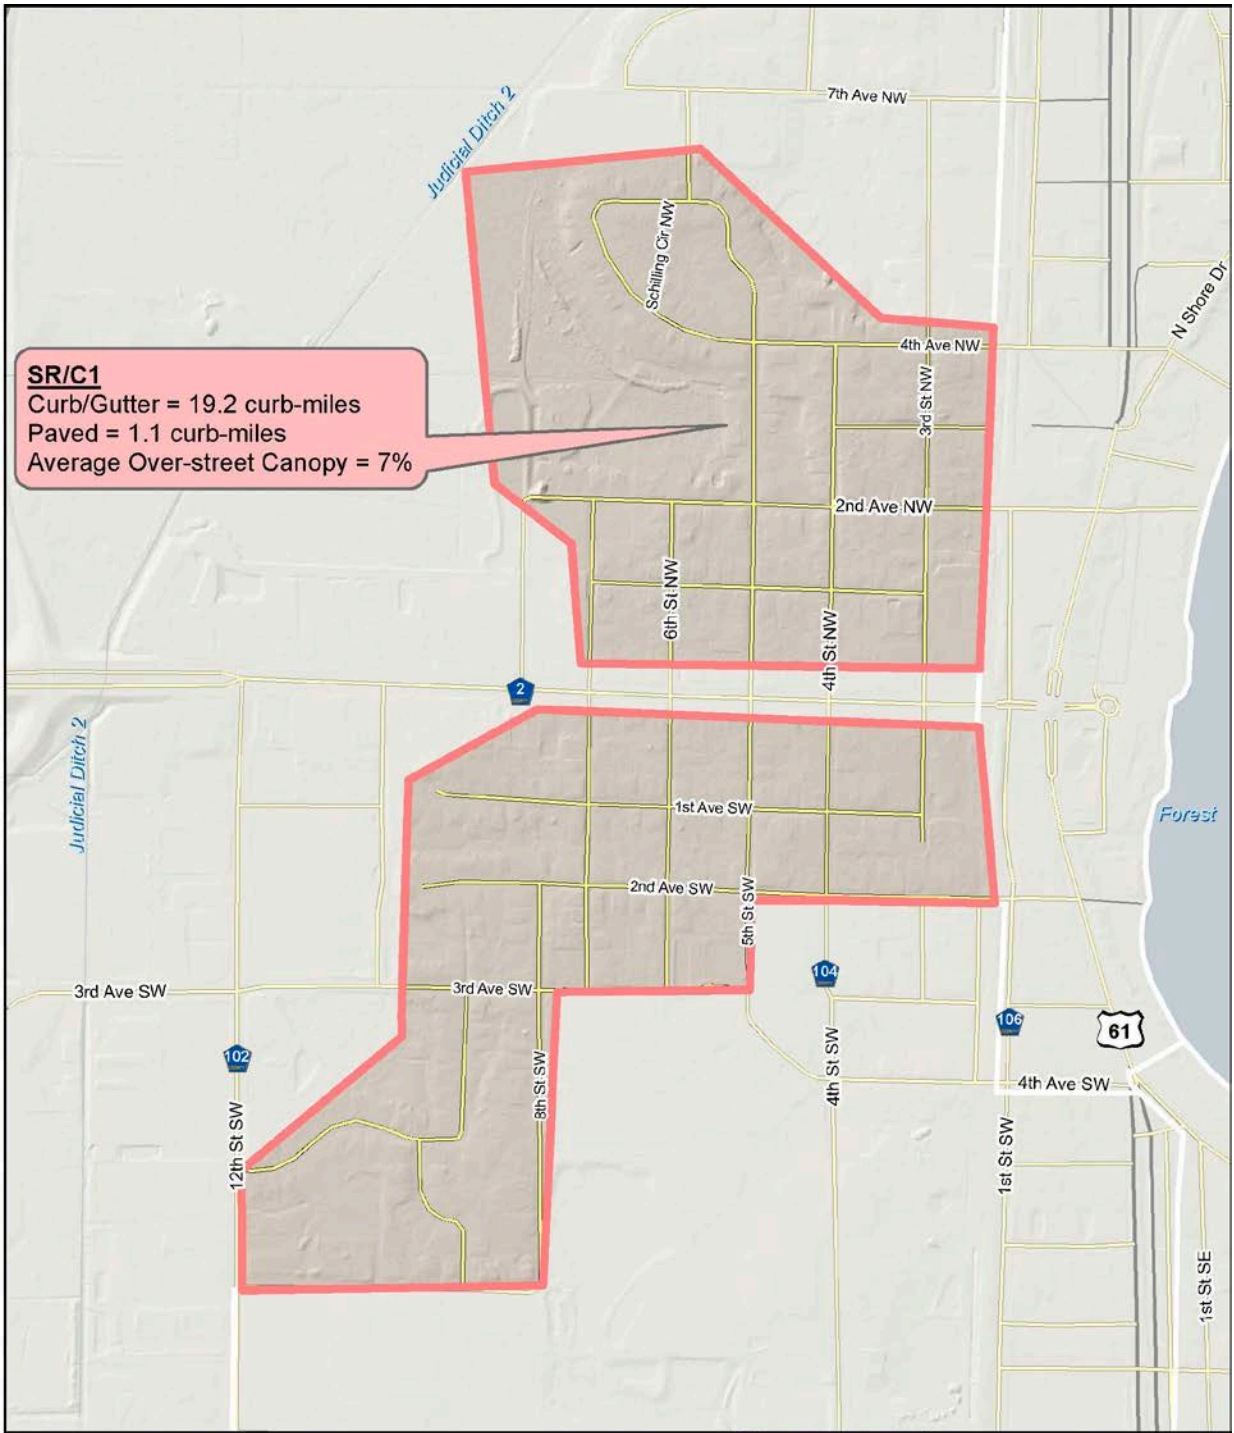 7th Ave NW
Judicial Ditch 2
Schilling Cir NW
N Shore Dr
4th Ave NW
SR/C1
Curb/Gutter = 19.2 curb-miles
Paved = 1.1 curb-miles
Average Over-street Canopy = 7%
3rd St NW
2nd Ave NW
6th St NW
4th St NW
2
Judicial Ditch 2
1st Ave SW
Forest
2nd Ave SW
5th St SW
104
3rd Ave SW
3rd Ave SW
106
61
102
8th St SW
4th St SW
4th Ave SW
12th St SW
1st St SW
1st St SE